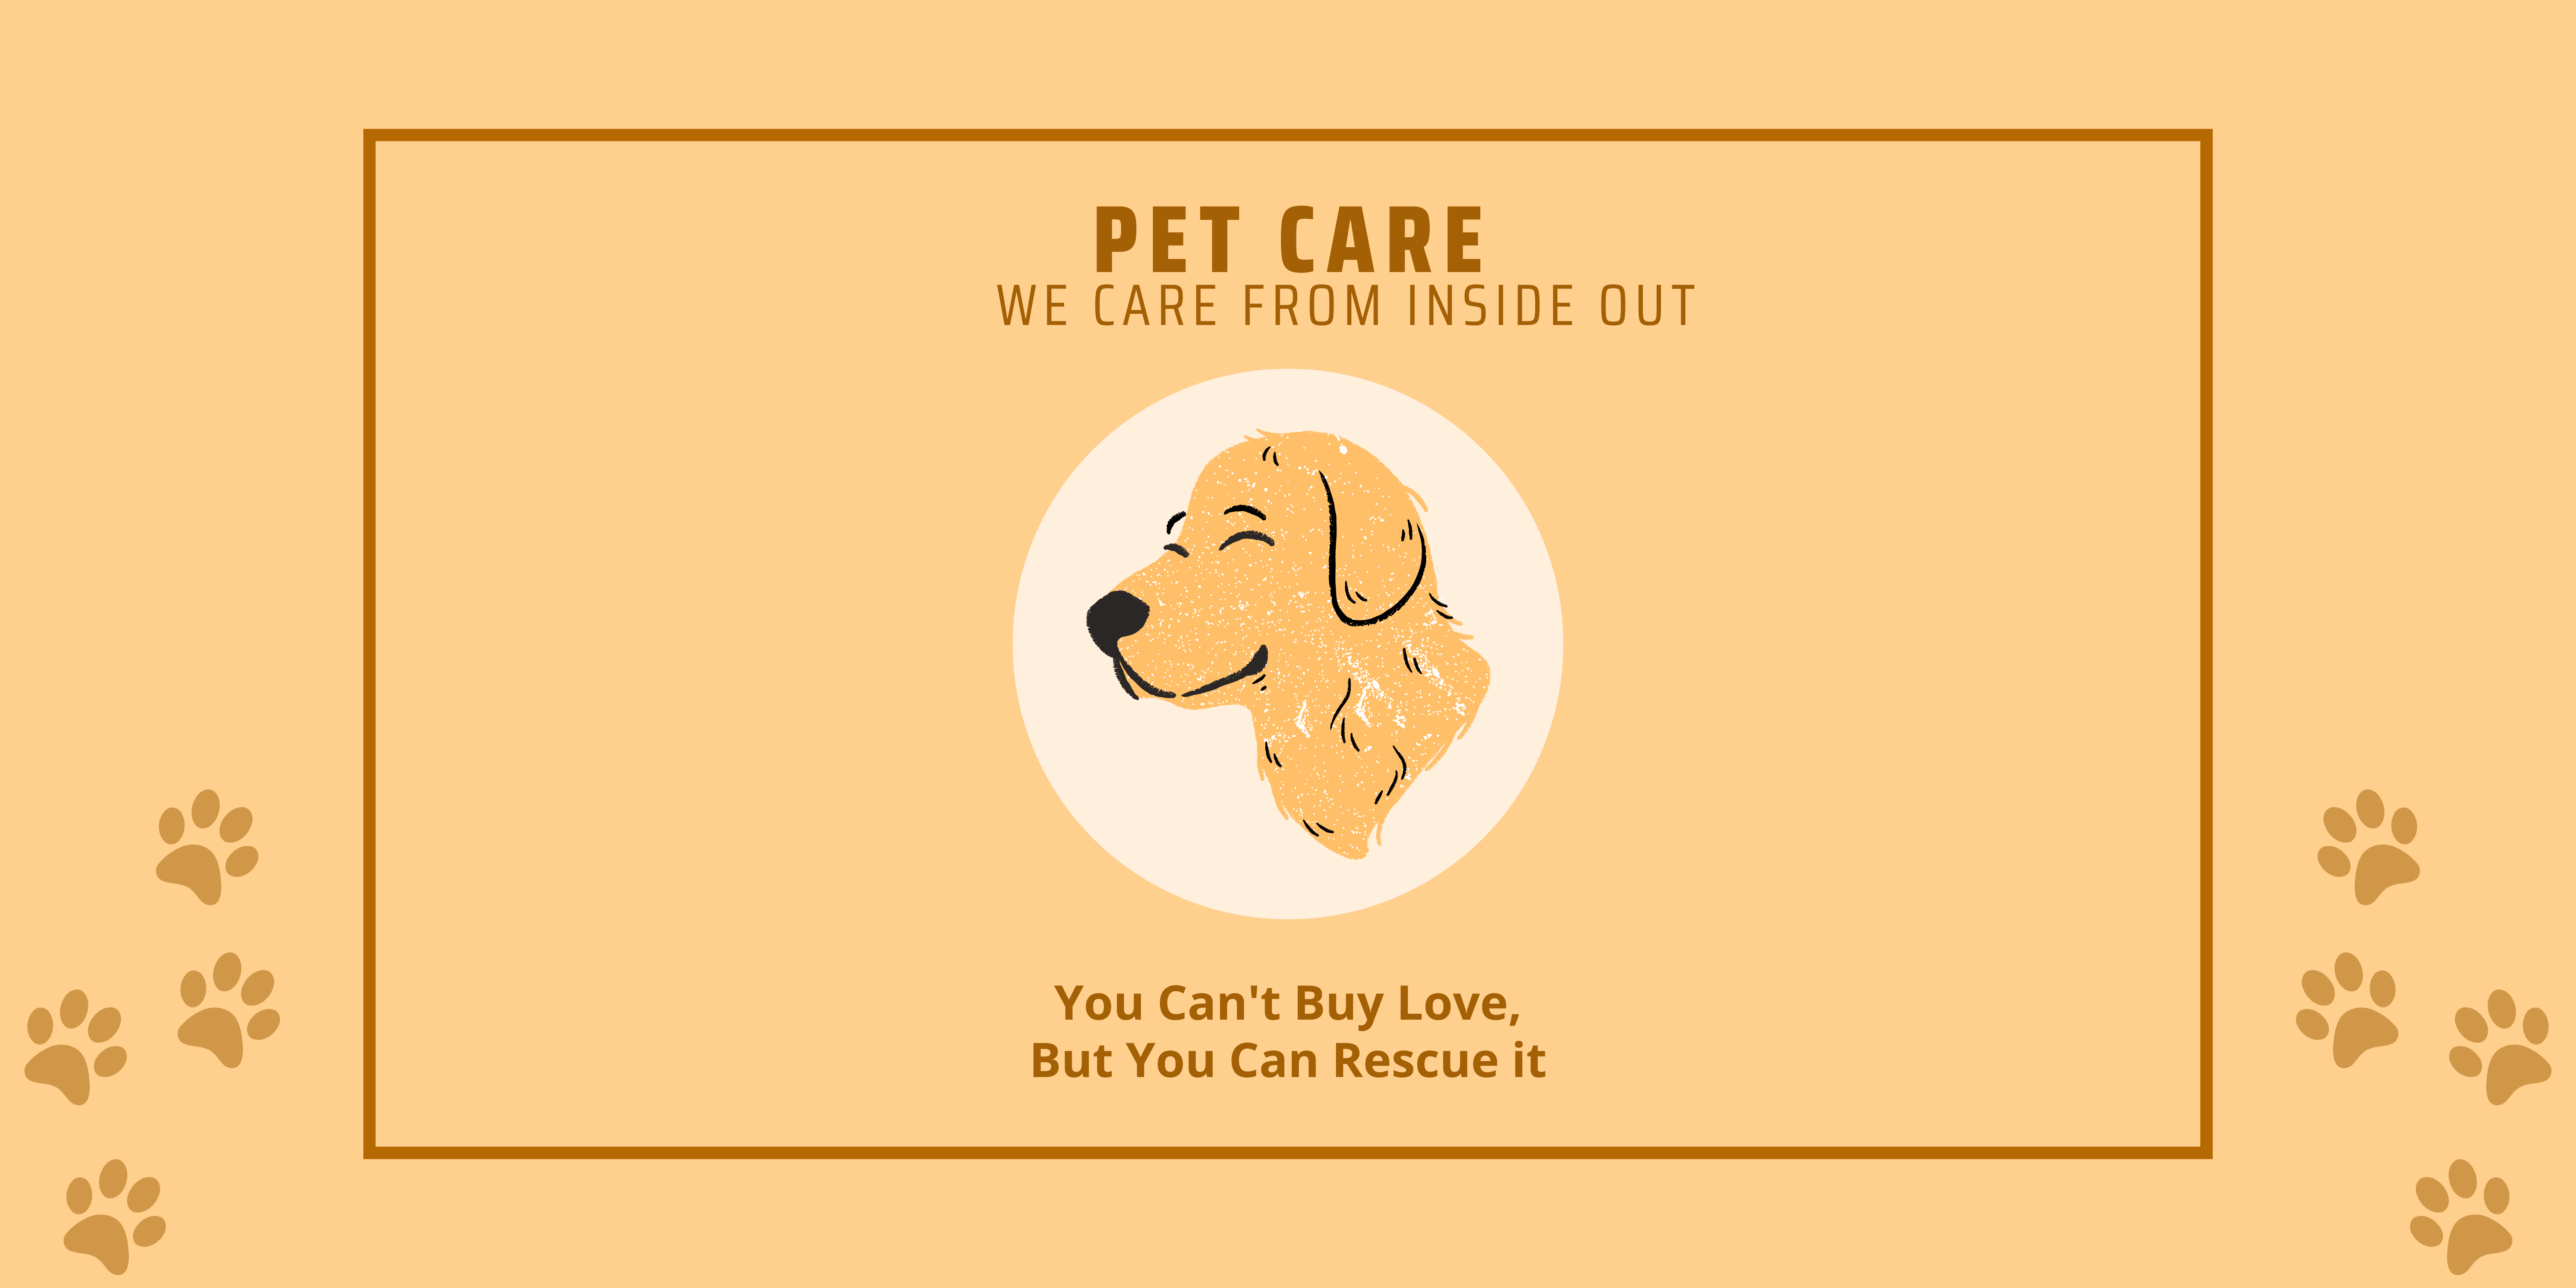 PET CARE
WE CARE FROM INSIDE OUT
You Can't Buy Love,
But You Can Rescue it